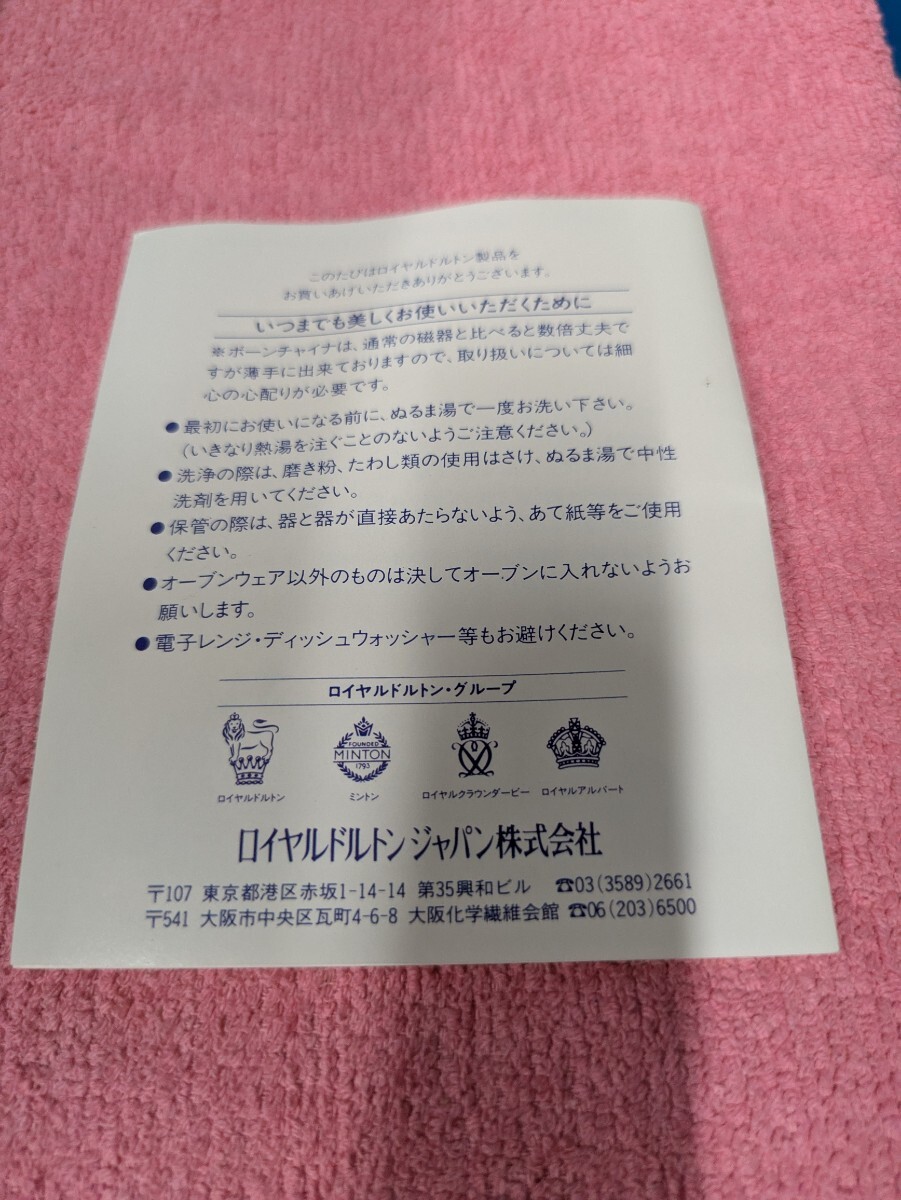 このたびはロイヤルドルトン製品を
お買いあげいただきありがとうございます。
いつまでも美しくお使いいただくために
※ボーンチャイナは、通常の磁器と比べると数倍丈夫で
すが薄手に出来ておりますので、取り扱いについては細
心の心配りが必要です。
●最初にお使いになる前に、ぬるま湯で一度お洗い下さい。
(いきなり熱湯を注ぐことのないようご注意ください。)
●洗浄の際は、磨き粉、たわし類の使用はさけ、ぬるま湯で中性
洗剤を用いてください。
●保管の際は、器と器が直接あたらないよう、あて紙等をご使用
ください。
●オーブンウェア以外のものは決してオーブンに入れないようお
願いします。
●電子レンジ・ディッシュウォッシャー等もお避けください。
ロイヤルドルトン・グループ
FOUNDED
MINTON
1793
ロイヤルドルトン ミントン ロイヤルクラウンダービー ロイヤルアルバート
ロイヤルドルトンジャパン株式会社
〒107 東京都港区赤坂1-14-14 第35興和ビル ☎03(3589)2661
〒541 大阪市中央区瓦町4-6-8 大阪化学繊維会館 ☎06(203)6500